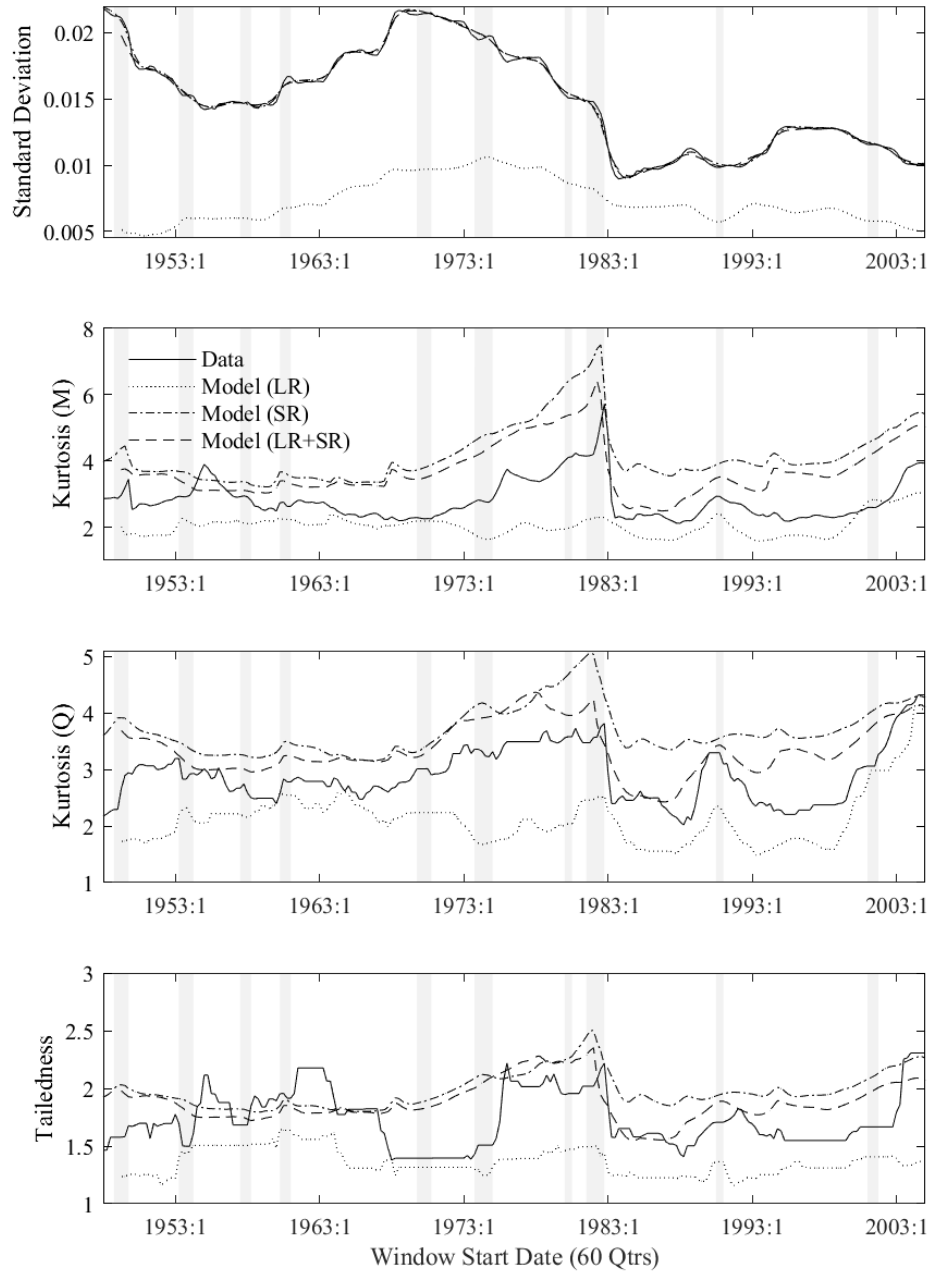 Standard Deviation
0.02
0.015
0.01
0.005
1953:1 1963:1 1973:1 1983:1 1993:1 2003:1
Kurtosis (M)
8
6
4
2
Data
Model (LR)
Model (SR)
Model (LR+SR)
1953:1 1963:1 1973:1 1983:1 1993:1 2003:1
Kurtosis (Q)
5
4
3
2
1
1953:1 1963:1 1973:1 1983:1 1993:1 2003:1
Tailedness
3
2.5
2
1.5
1
1953:1 1963:1 1973:1 1983:1 1993:1 2003:1
Window Start Date (60 Qtrs)